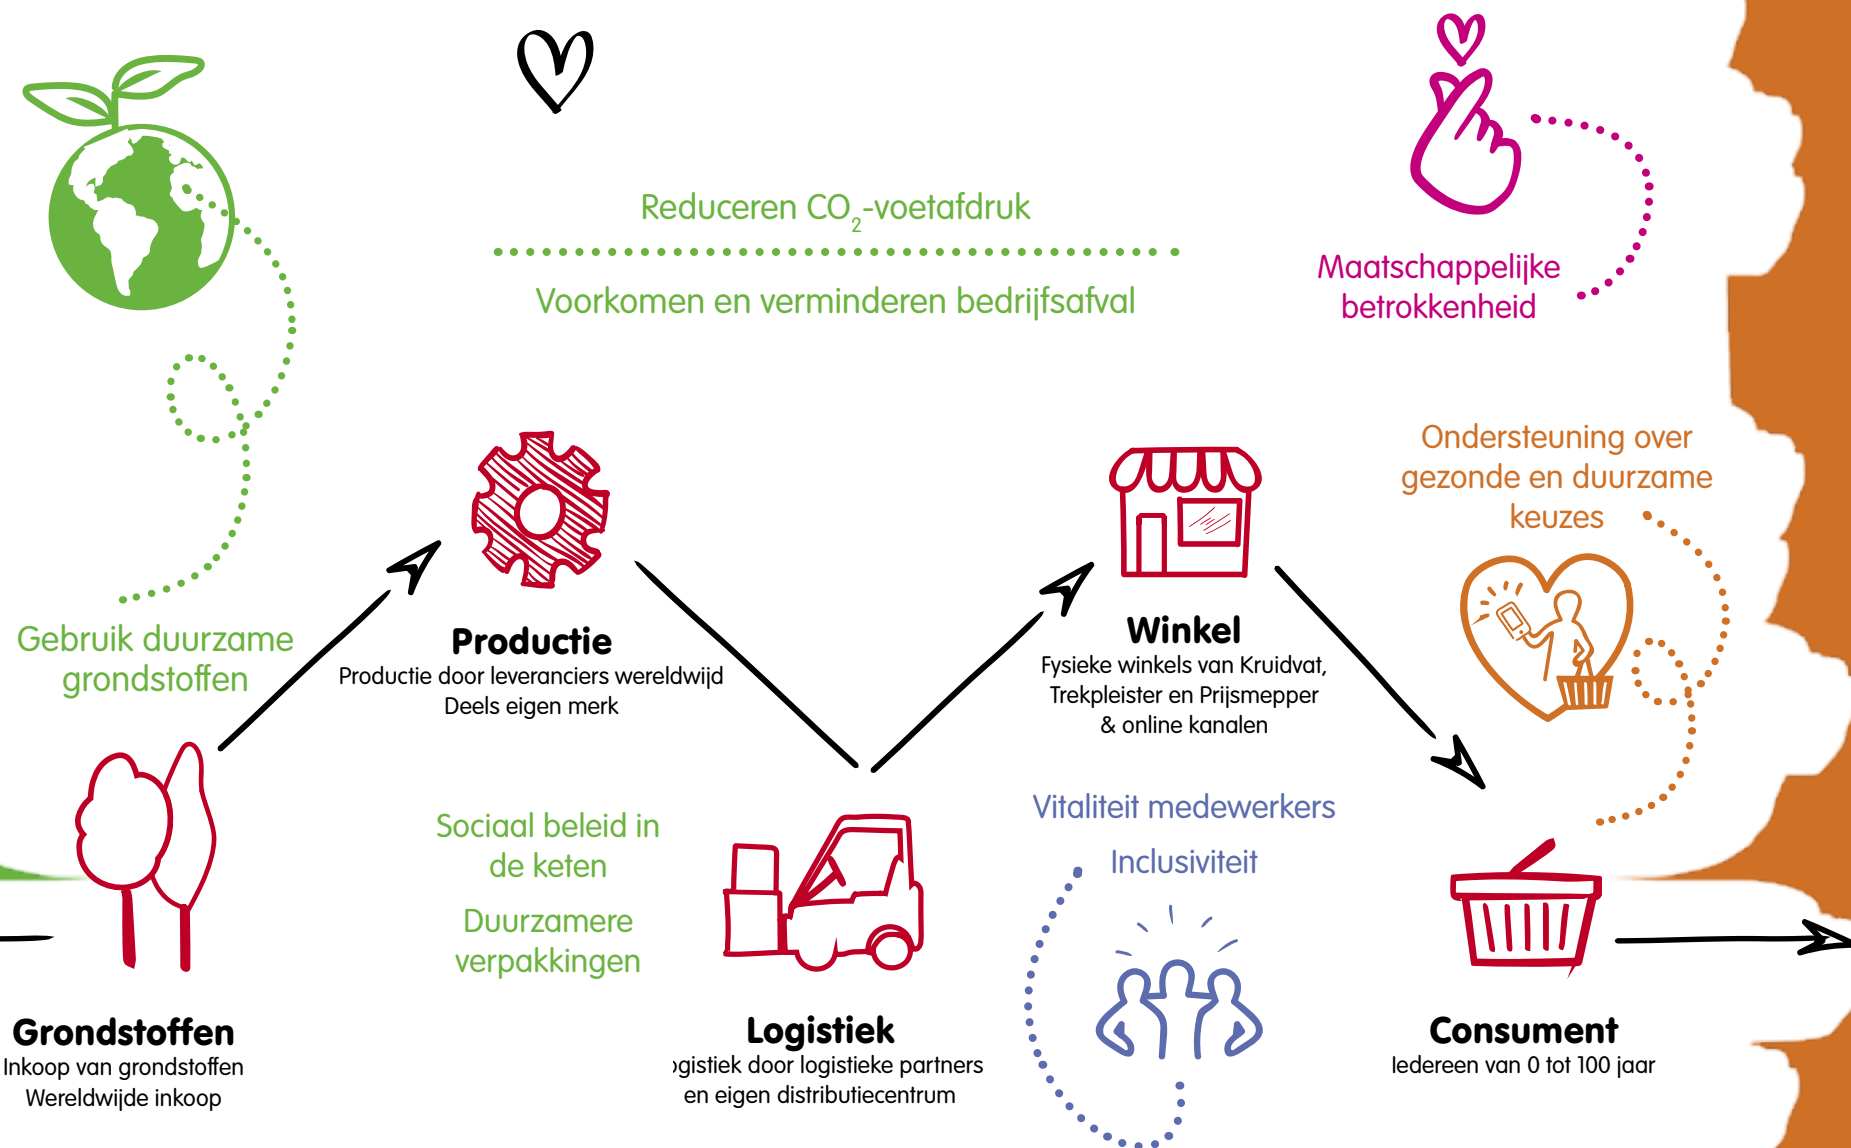 Reduceren CO₂-voetafdruk
Voorkomen en verminderen bedrijfsafval
Maatschappelijke
betrokkenheid
Ondersteuning over
gezonde en duurzame
keuzes
Gebruik duurzame
grondstoffen
Productie
Productie door leveranciers wereldwijd
Deels eigen merk
Winkel
Fysieke winkels van Kruidvat,
Trekpleister en Prijsmepper
& online kanalen
Sociaal beleid in
de keten
Duurzamere
verpakkingen
Vitaliteit medewerkers
Inclusiviteit
Grondstoffen
Inkoop van grondstoffen
Wereldwijde inkoop
Logistiek
ogistiek door logistieke partners
en eigen distributiecentrum
Consument
Iedereen van 0 tot 100 jaar